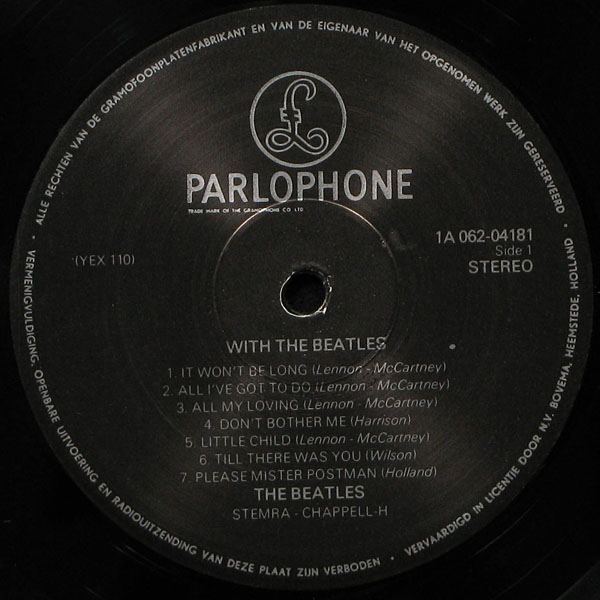 ALLE RECHTEN VAN DE GRAMOFOONPLATENFABRIKANT EN VAN DE EIGENAAR VAN HET OPGENOMEN WERK ZIJN GERESERVEERD
£
PARLOPHONE
TRADE MARK OF THE GRAMOPHONE CO LTD
1A 062-04181
Side 1
(YEX 110)
STEREO
WITH THE BEATLES
1. IT WON'T BE LONG (Lennon - McCartney)
2. ALL I'VE GOT TO DO (Lennon - McCartney)
3. ALL MY LOVING (Lennon - McCartney)
4. DON'T BOTHER ME (Harrison)
5. LITTLE CHILD (Lennon - McCartney)
6. TILL THERE WAS YOU (Wilson)
7. PLEASE MISTER POSTMAN (Holland)
THE BEATLES
STEMRA - CHAPPELL-H
VERMENIGVULDIGING, OPENBARE UITVOERING EN RADIOUITZENDING VAN DEZE PLAAT ZIJN VERBODEN
VERVAARDIGD IN LICENTIE DOOR N.V. BOVEMA, HEEMSTEDE, HOLLAND